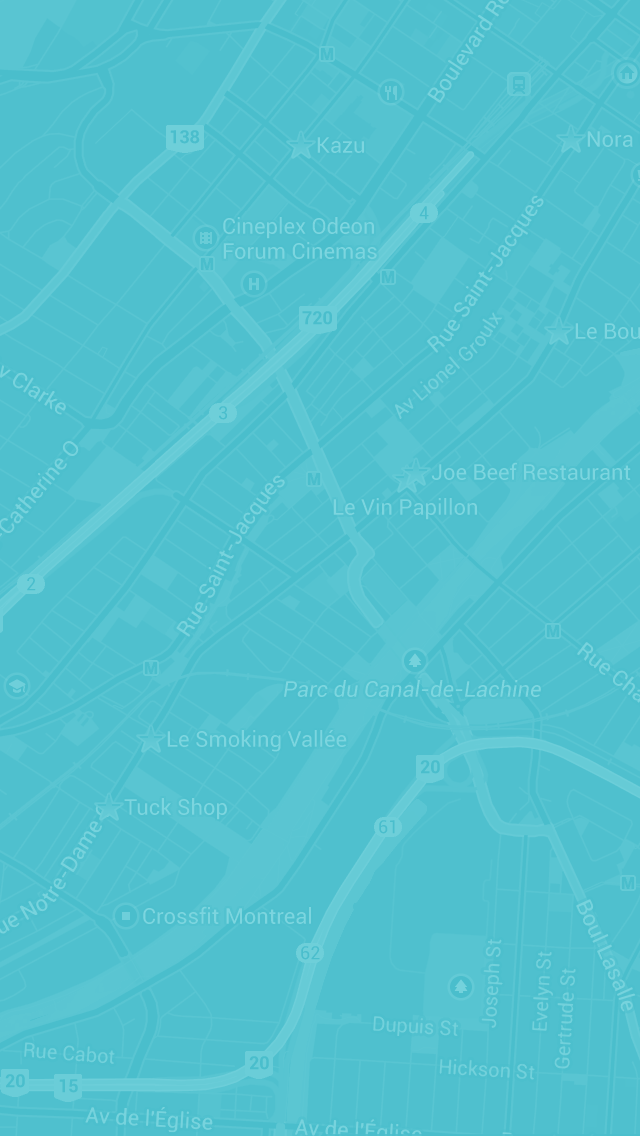 Boulevard R
138
Kazu
Nora
4
Cineplex Odeon
Forum Cinemas
M
M
M
H
720
Rue Saint-Jacques
Av Lionel Groulx
Le Bou
y Clarke
3
Catherine O
Joe Beef Restaurant
M
Le Vin Papillon
Rue Saint-Jacques
2
M
M
Rue Cha
Parc du Canal-de-Lachine
Le Smoking Vallée
20
Tuck Shop
61
ue Notre-Dame
M
Crossfit Montreal
62
Boul Lasalle
Joseph St
Evelyn St
Gertrude St
Dupuis St
Rue Cabot
20
Hickson St
20
15
Av de l'Église
Av de l'Église